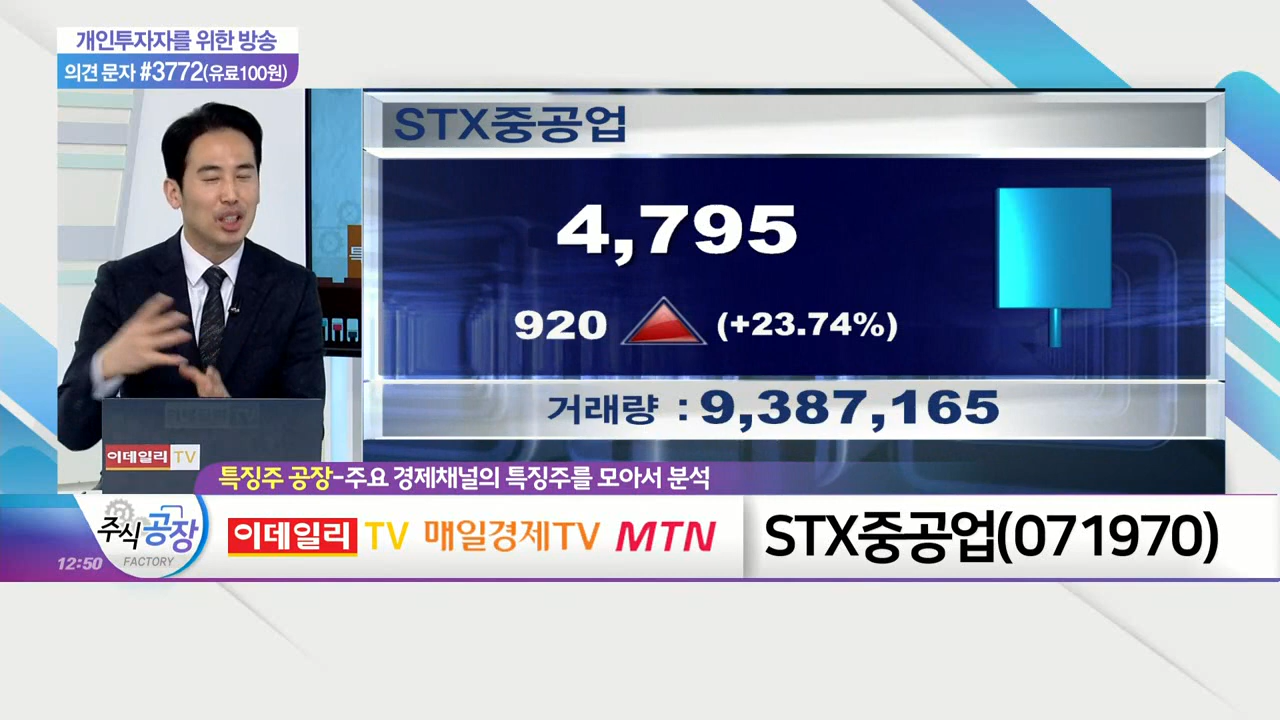 개인투자자를 위한 방송
의견 문자 #3772(유료100원)
STX중공업
4,795
920 ▲ (+23.74%)
거래량 : 9,387,165
특
이데일리 TV
특징주 공장-주요 경제채널의 특징주를 모아서 분석
주식공장
FACTORY
12:50
이데일리 TV 매일경제TV MTN
STX중공업(071970)